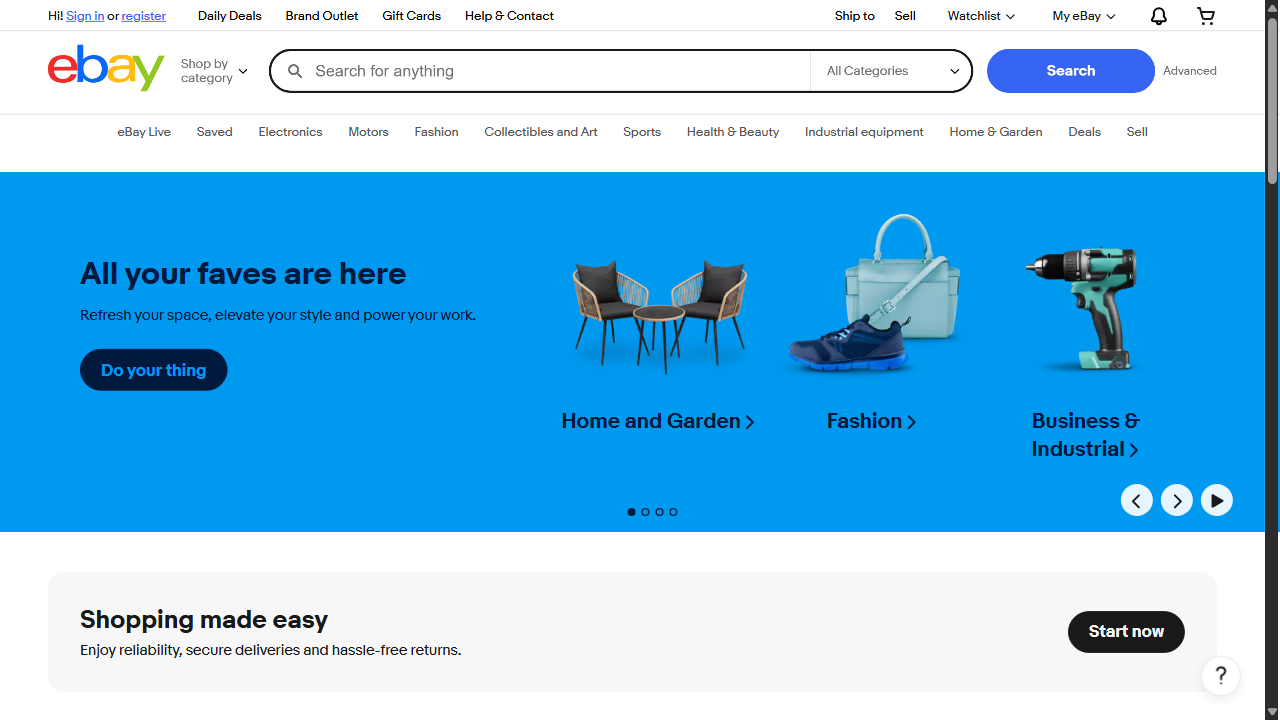 Hi! Sign in or register
Daily Deals
Brand Outlet
Gift Cards
Help & Contact
Ship to
Sell
Watchlist
My eBay
ebay
Shop by
category
Search for anything
All Categories
Search
Advanced
eBay Live
Saved
Electronics
Motors
Fashion
Collectibles and Art
Sports
Health & Beauty
Industrial equipment
Home & Garden
Deals
Sell
All your faves are here
Refresh your space, elevate your style and power your work.
Do your thing
Home and Garden
Fashion
Business &
Industrial
Shopping made easy
Enjoy reliability, secure deliveries and hassle-free returns.
Start now
?